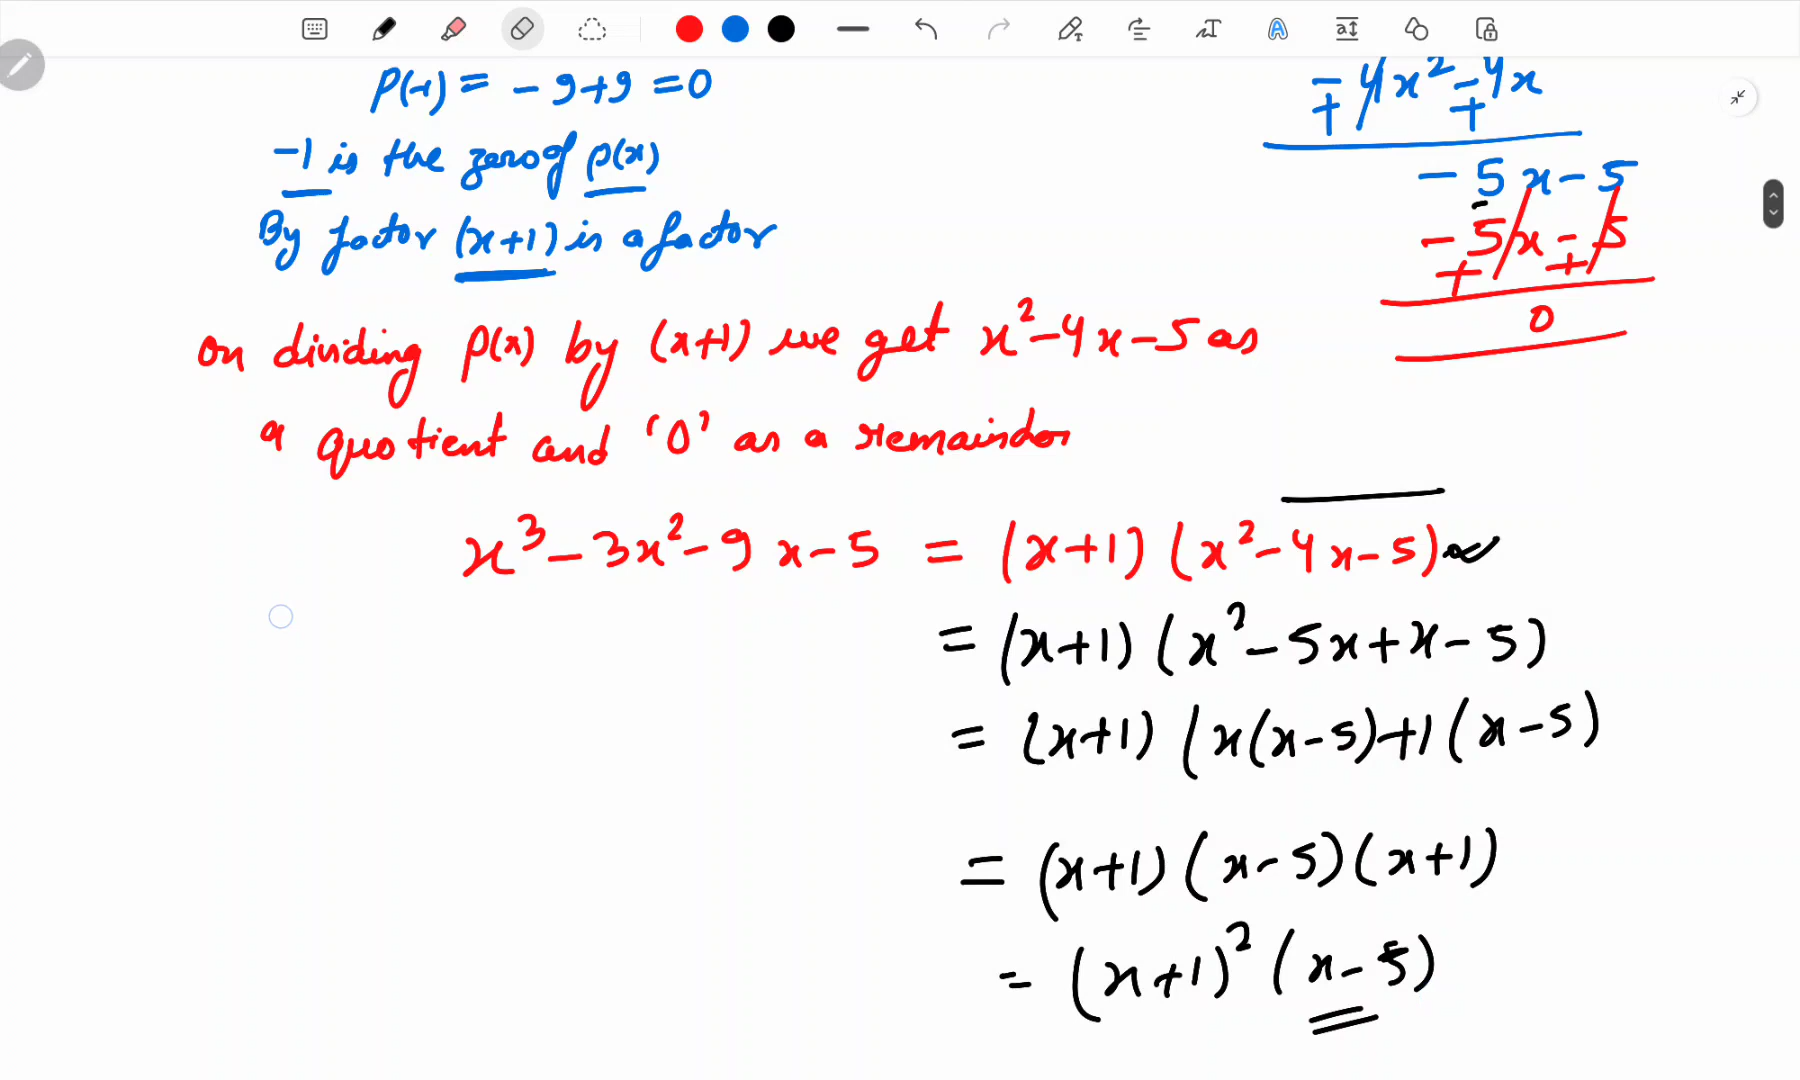 P(-1) = - 9+9 = 0
-1 is the zero of p(x)
By factor (x+1) is a factor
- 4x² - 4x
+ +
- 5x - 5
- 5x - 5
+ +
0
on dividing p(x) by (x+1) we get x² - 4x - 5 as
a quotient and '0' as a remainder
x³ - 3x² - 9x - 5 = (x+1) (x² - 4x - 5)
= (x+1) (x² - 5x + x - 5)
= (x+1) (x(x-5)+1(x-5)
= (x+1) (x-5)(x+1)
= (x+1)² (x-5)